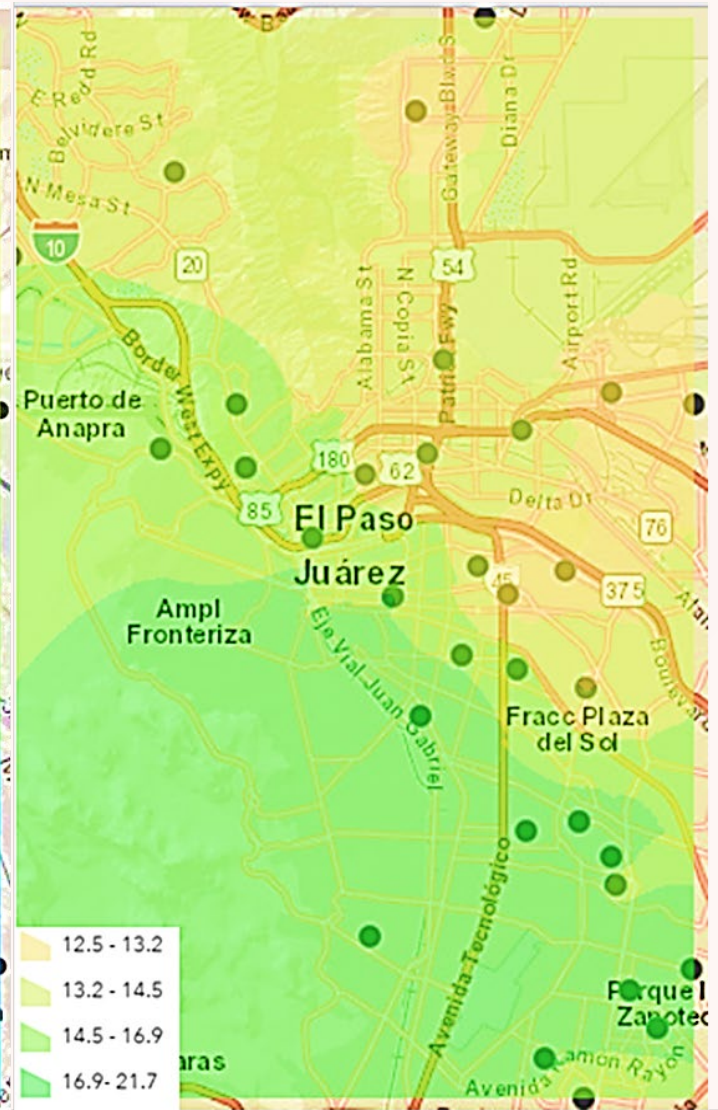 E Redd Rd
Belvidere St
N Mesa St
10
20
Gateway Blvd S
Diana Dr
54
Alabama St
N Copia St
Patriot Fwy
Airport Rd
Border West Expy
Puerto de
Anapra
180
62
85
El Paso
Delta Dr
76
Juárez
45
375
Ampl
Fronteriza
Eje Vial Juan Gabriel
Fracc Plaza
del Sol
Avenida Tecnológico
12.5 - 13.2
13.2 - 14.5
14.5 - 16.9
16.9- 21.7
aras
Parque I
Zapotec
Avenida Ramon Rayon